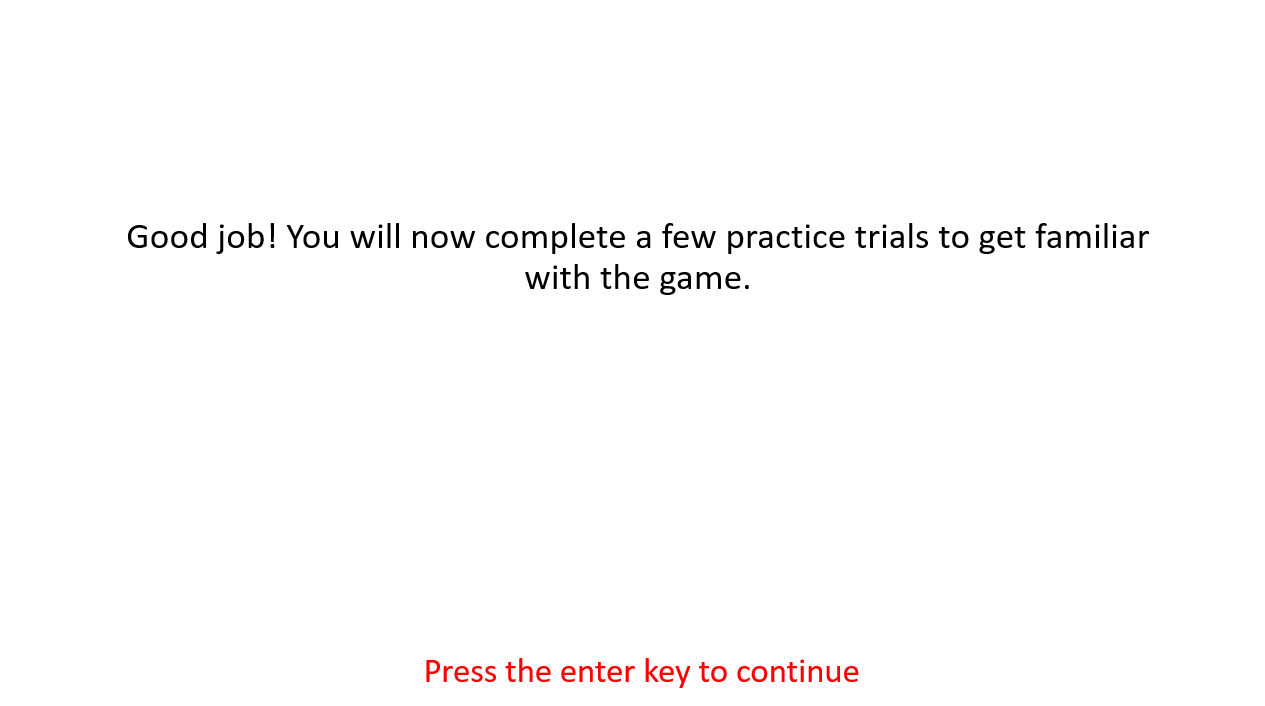 Good job! You will now complete a few practice trials to get familiar
with the game.
Press the enter key to continue